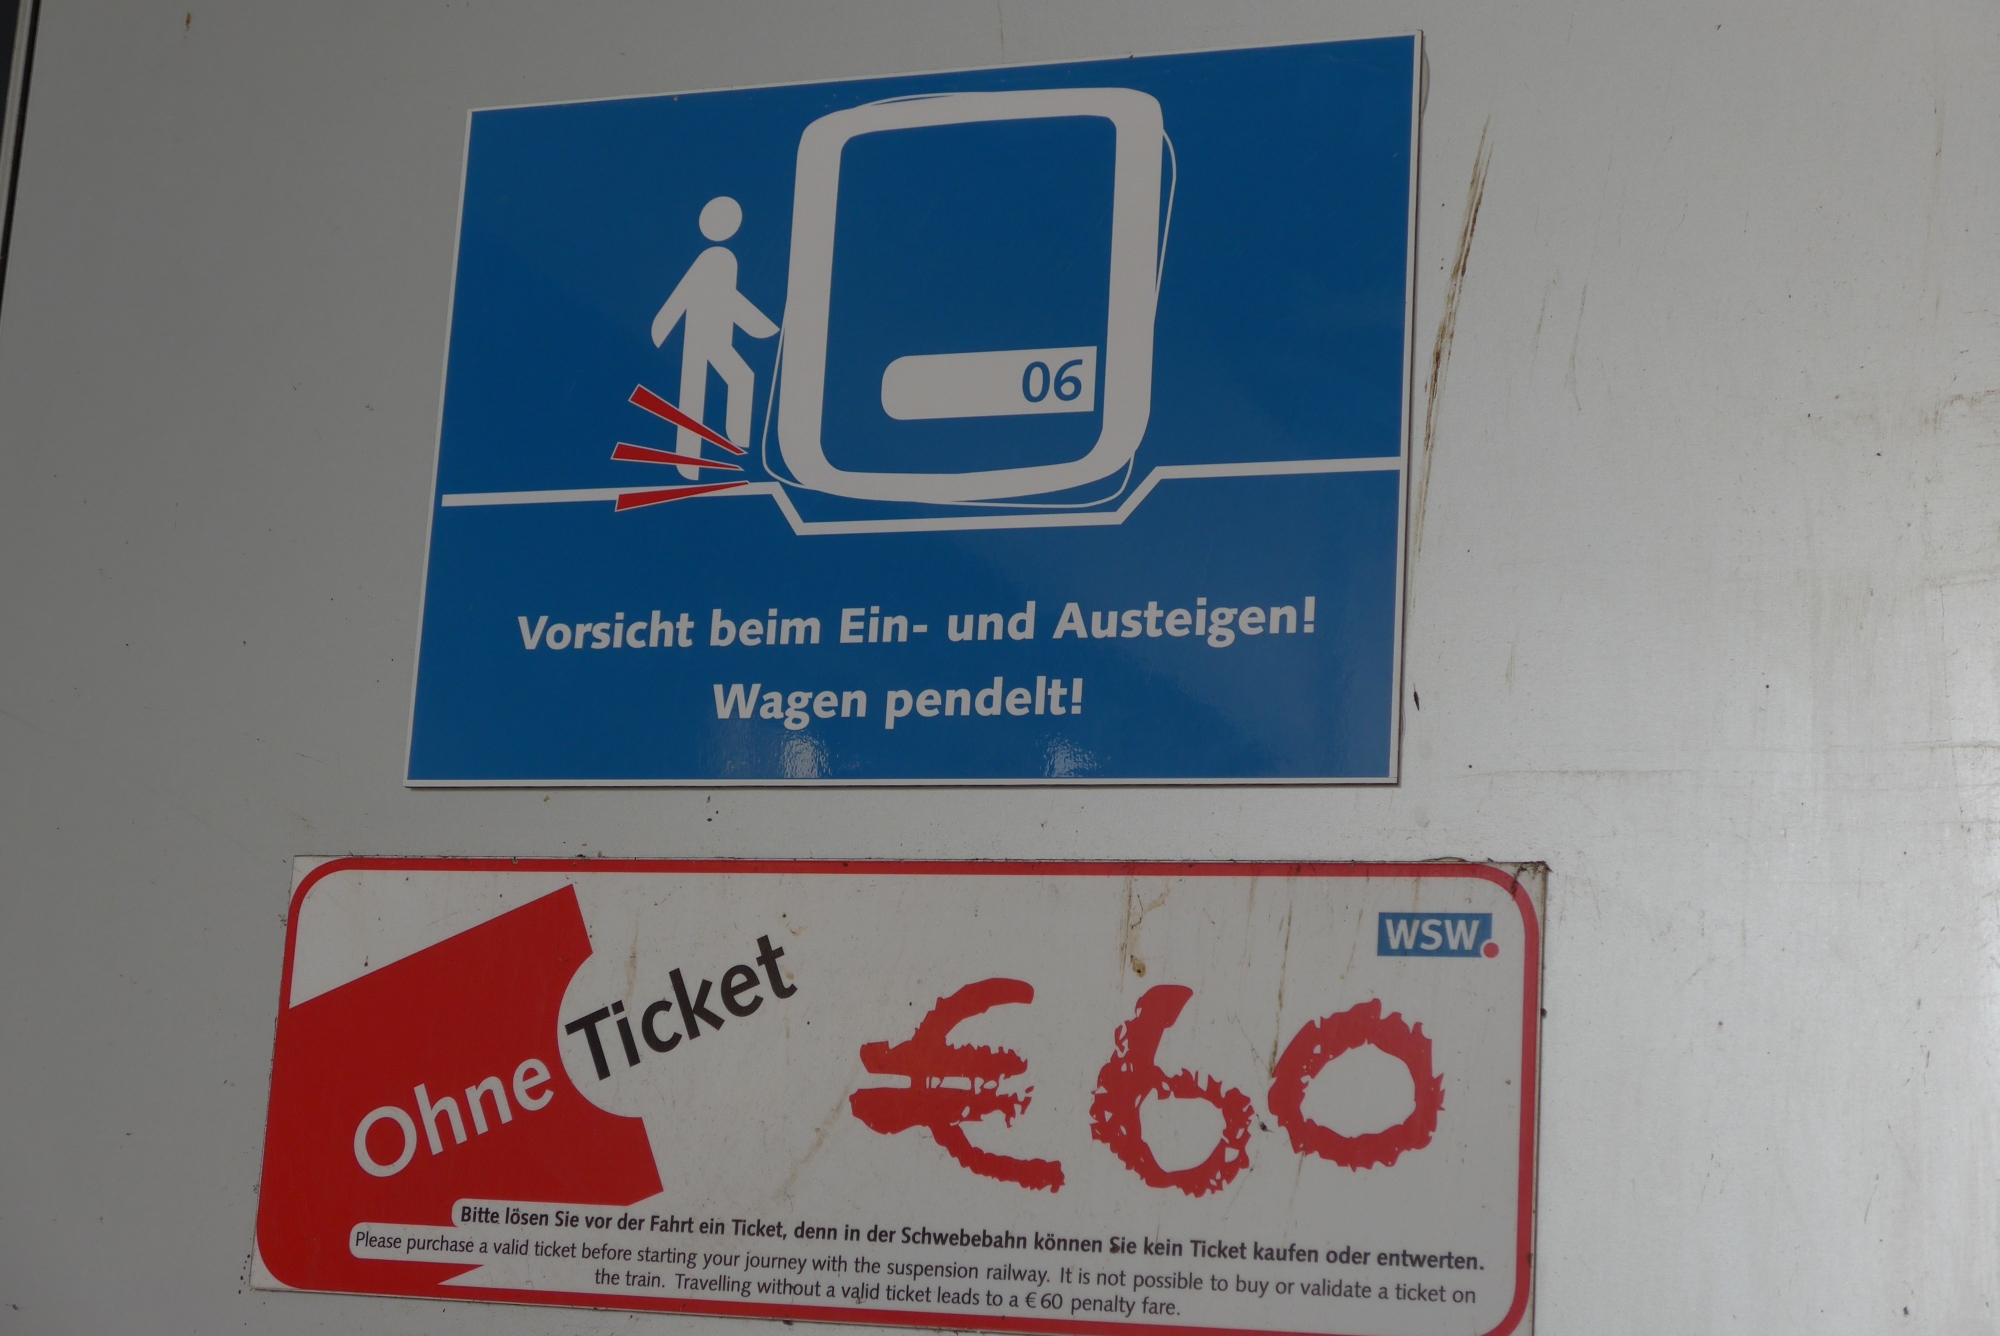 06
Vorsicht beim Ein- und Austeigen!
Wagen pendelt!
WSW.
Ohne Ticket €60
Bitte lösen Sie vor der Fahrt ein Ticket, denn in der Schwebebahn können Sie kein Ticket kaufen oder entwerten.
Please purchase a valid ticket before starting your journey with the suspension railway. It is not possible to buy or validate a ticket on
the train. Travelling without a valid ticket leads to a €60 penalty fare.